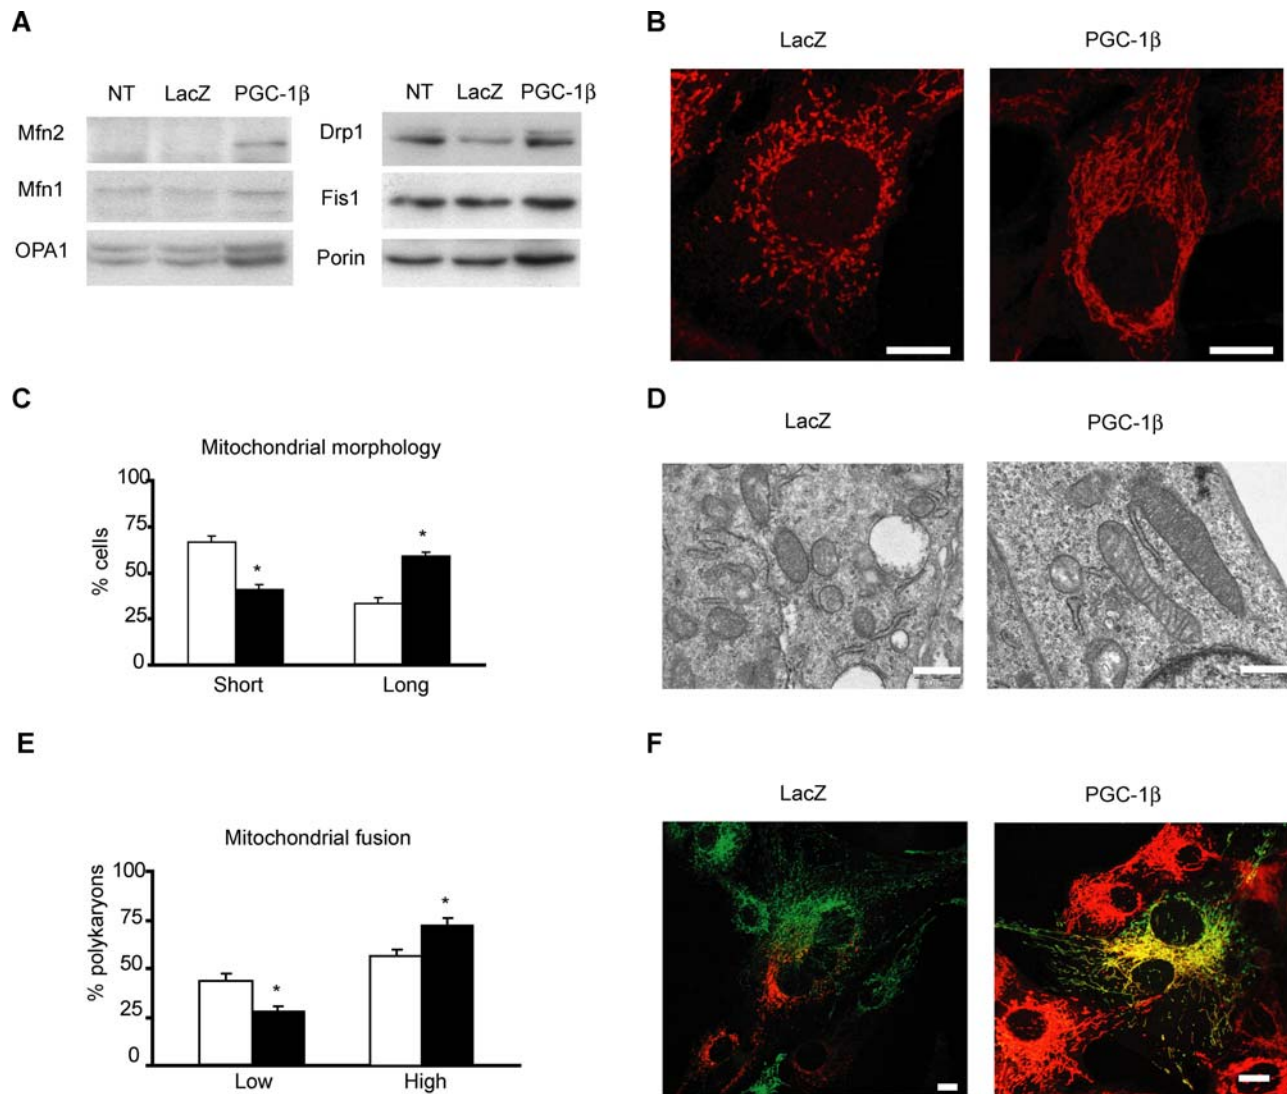 A
NT LacZ PGC-1β
Mfn2
Mfn1
OPA1
NT LacZ PGC-1β
Drp1
Fis1
Porin
B
LacZ PGC-1β
C
Mitochondrial morphology
% cells
100
75
50
25
0
*
*
Short Long
D
LacZ PGC-1β
E
Mitochondrial fusion
% polykaryons
100
75
50
25
0
*
*
Low High
F
LacZ PGC-1β